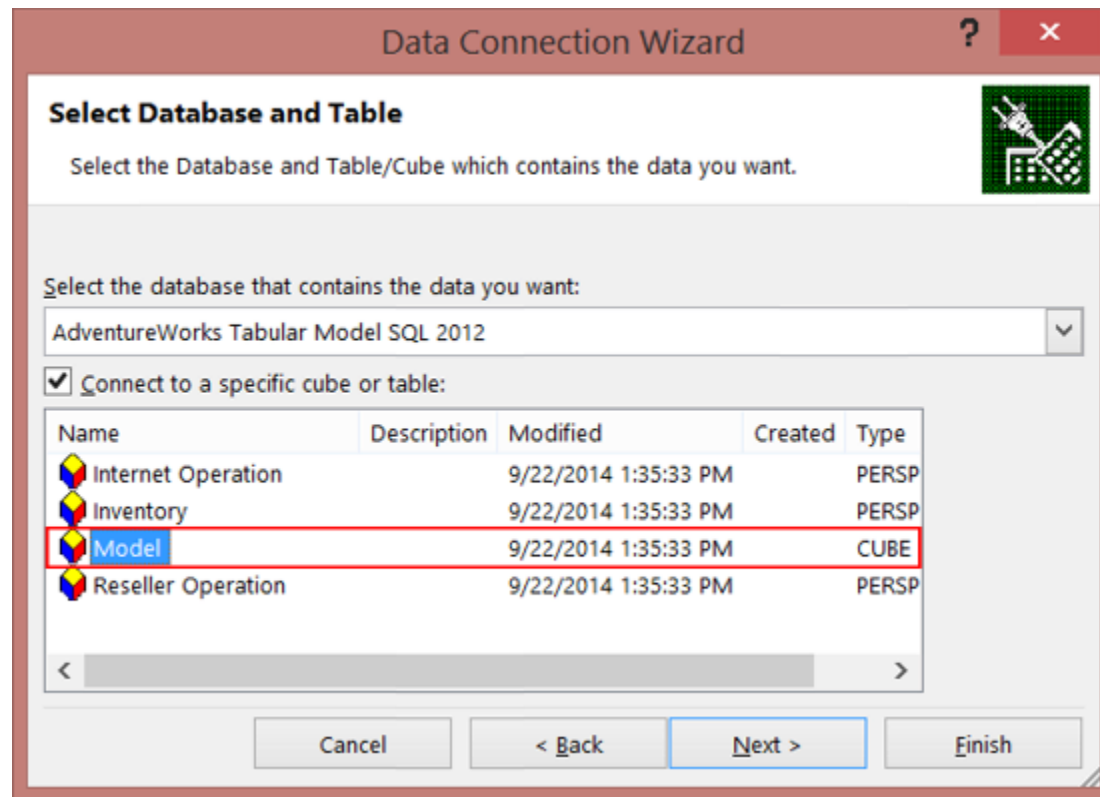 Data Connection Wizard ? ×
Select Database and Table
Select the Database and Table/Cube which contains the data you want.
Select the database that contains the data you want:
AdventureWorks Tabular Model SQL 2012
Connect to a specific cube or table:
Name Description Modified Created Type
Internet Operation 9/22/2014 1:35:33 PM PERSP
Inventory 9/22/2014 1:35:33 PM PERSP
Model 9/22/2014 1:35:33 PM CUBE
Reseller Operation 9/22/2014 1:35:33 PM PERSP
Cancel < Back Next > Finish